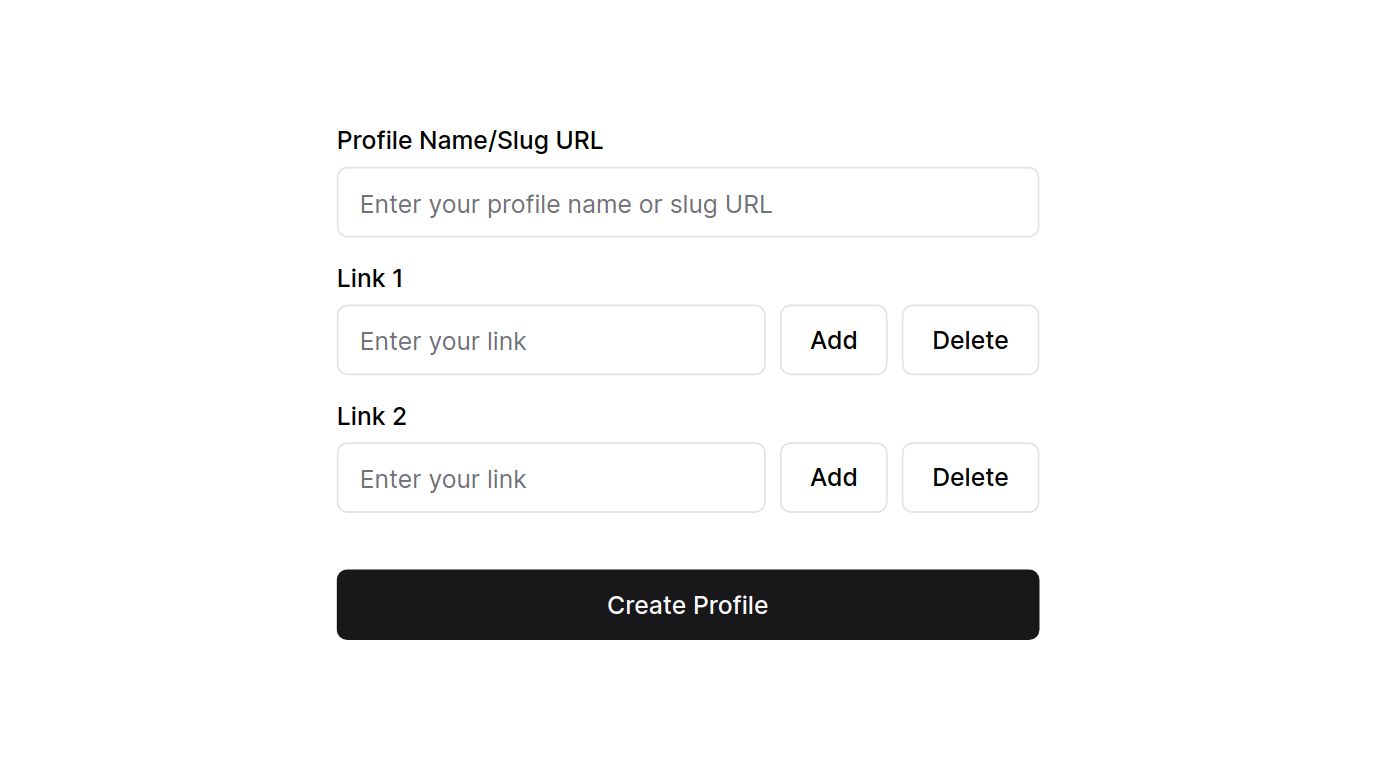 Profile Name/Slug URL
Enter your profile name or slug URL
Link 1
Enter your link Add Delete
Link 2
Enter your link Add Delete
Create Profile